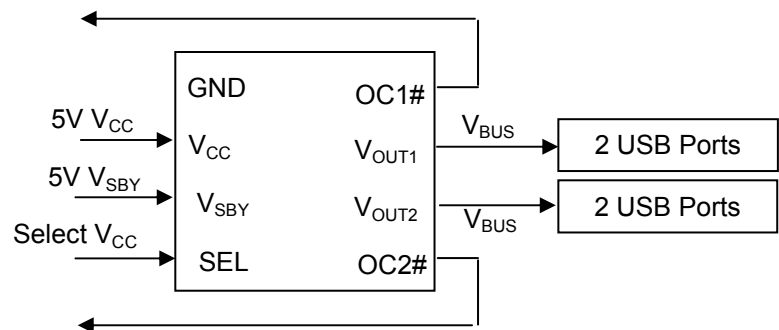 GND
OC1#
5V VCC
VBUS
VCC
VOUT1
2 USB Ports
5V VSBY
VSBY
VOUT2
2 USB Ports
VBUS
Select VCC
SEL
OC2#